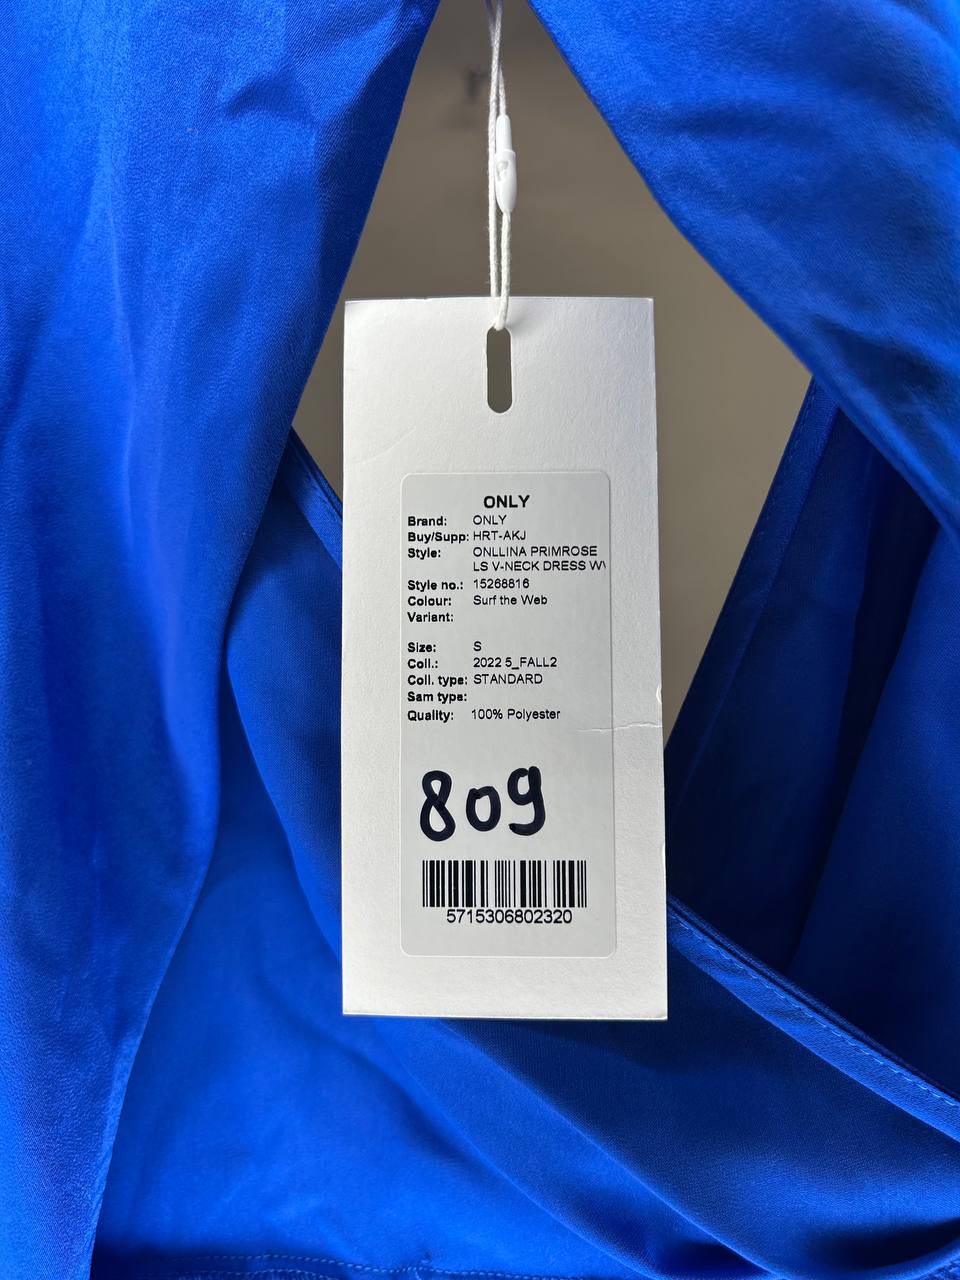 ONLY
Brand: ONLY
Buy/Supp: HRT-AKJ
Style: ONLLINA PRIMROSE
LS V-NECK DRESS
Style no.: 15268816
Colour: Surf the Web
Variant:
Size: S
Coll.: 2022 5_FALL2
Coll. type: STANDARD
Sam type:
Quality: 100% Polyester
809
5715306802320